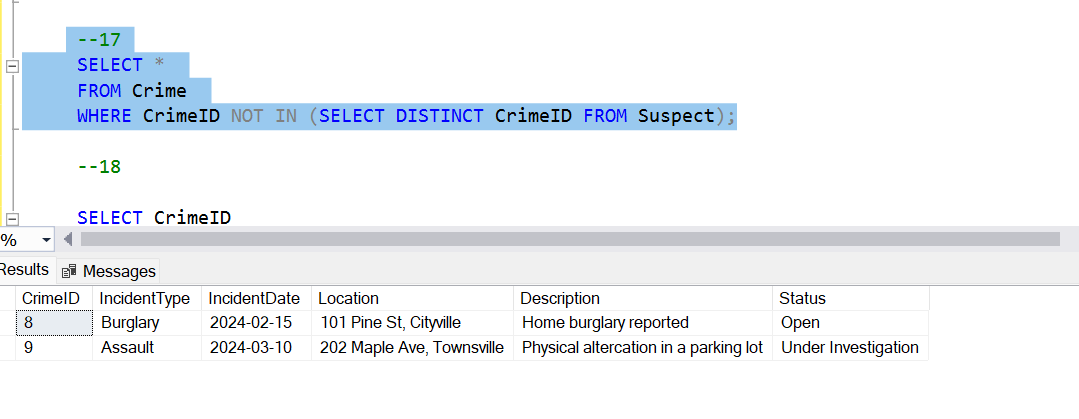 --17
SELECT *
FROM Crime
WHERE CrimeID NOT IN (SELECT DISTINCT CrimeID FROM Suspect);
--18
SELECT CrimeID
%
Results Messages
CrimeID IncidentType IncidentDate Location Description Status
8 Burglary 2024-02-15 101 Pine St, Cityville Home burglary reported Open
9 Assault 2024-03-10 202 Maple Ave, Townsville Physical altercation in a parking lot Under Investigation